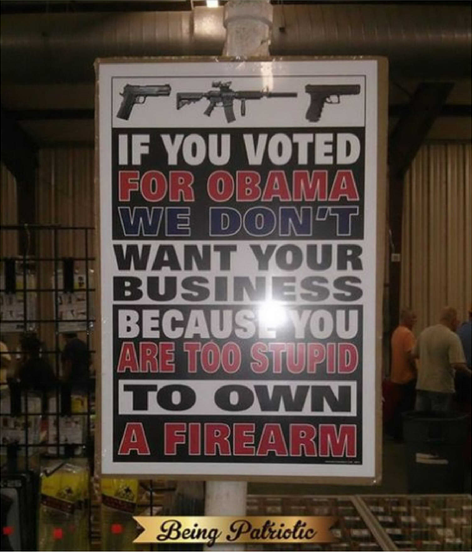 IF YOU VOTED
FOR OBAMA
WE DON'T
WANT YOUR
BUSINESS
BECAUSE YOU
ARE TOO STUPID
TO OWN
A FIREARM
Being Patriotic